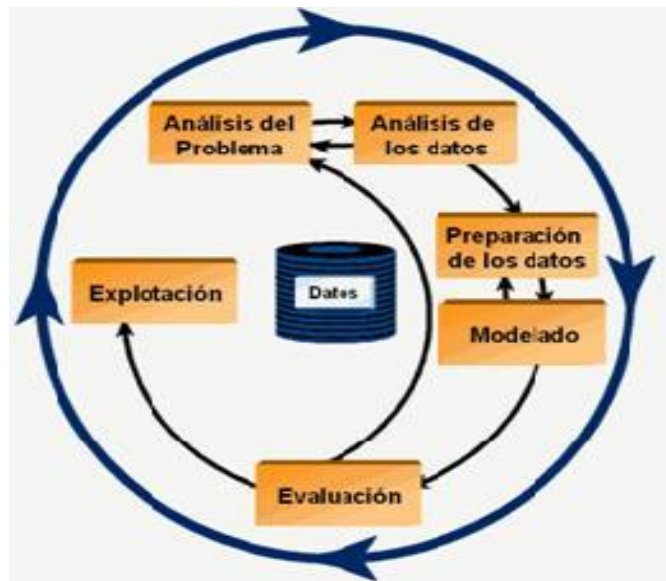 Análisis del
Problema
Análisis de
los datos
Preparación
de los datos
Modelado
Evaluación
Explotación
Datos